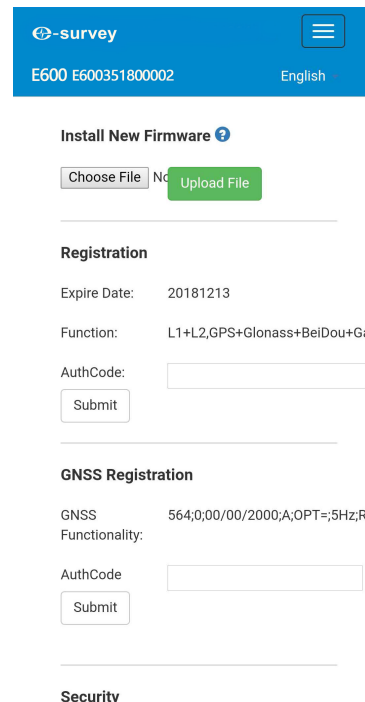 e-survey
E600 E600351800002 English
Install New Firmware
Choose File Upload File
Registration
Expire Date: 20181213
Function: L1+L2,GPS+Glonass+BeiDou+Ga
AuthCode:
Submit
GNSS Registration
GNSS 564;0;00/00/2000;A;OPT=;5Hz;R
Functionality:
AuthCode
Submit
Security